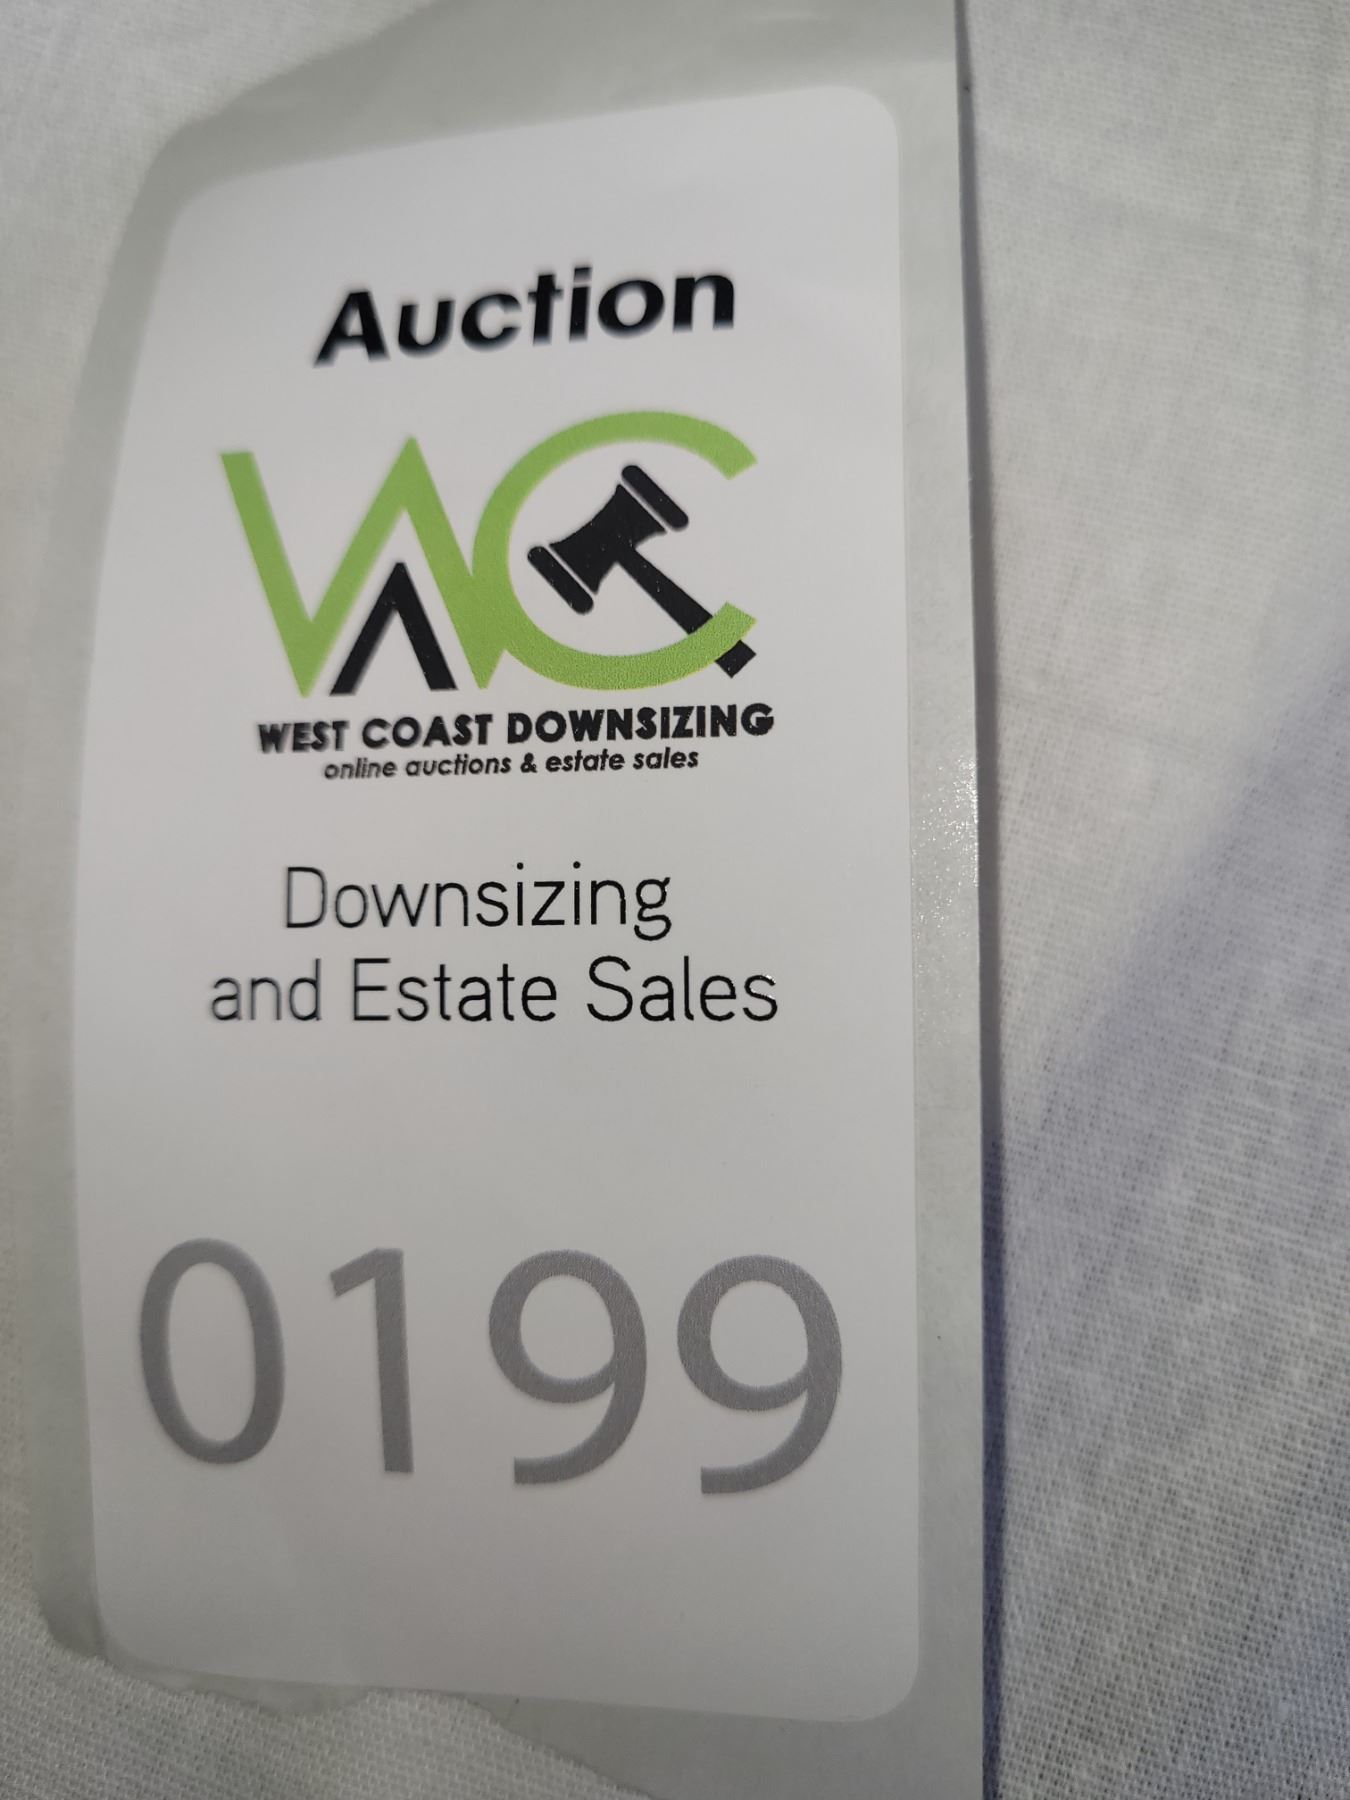 Auction
WC
WEST COAST DOWNSIZING
online auctions & estate sales
Downsizing
and Estate Sales
0199